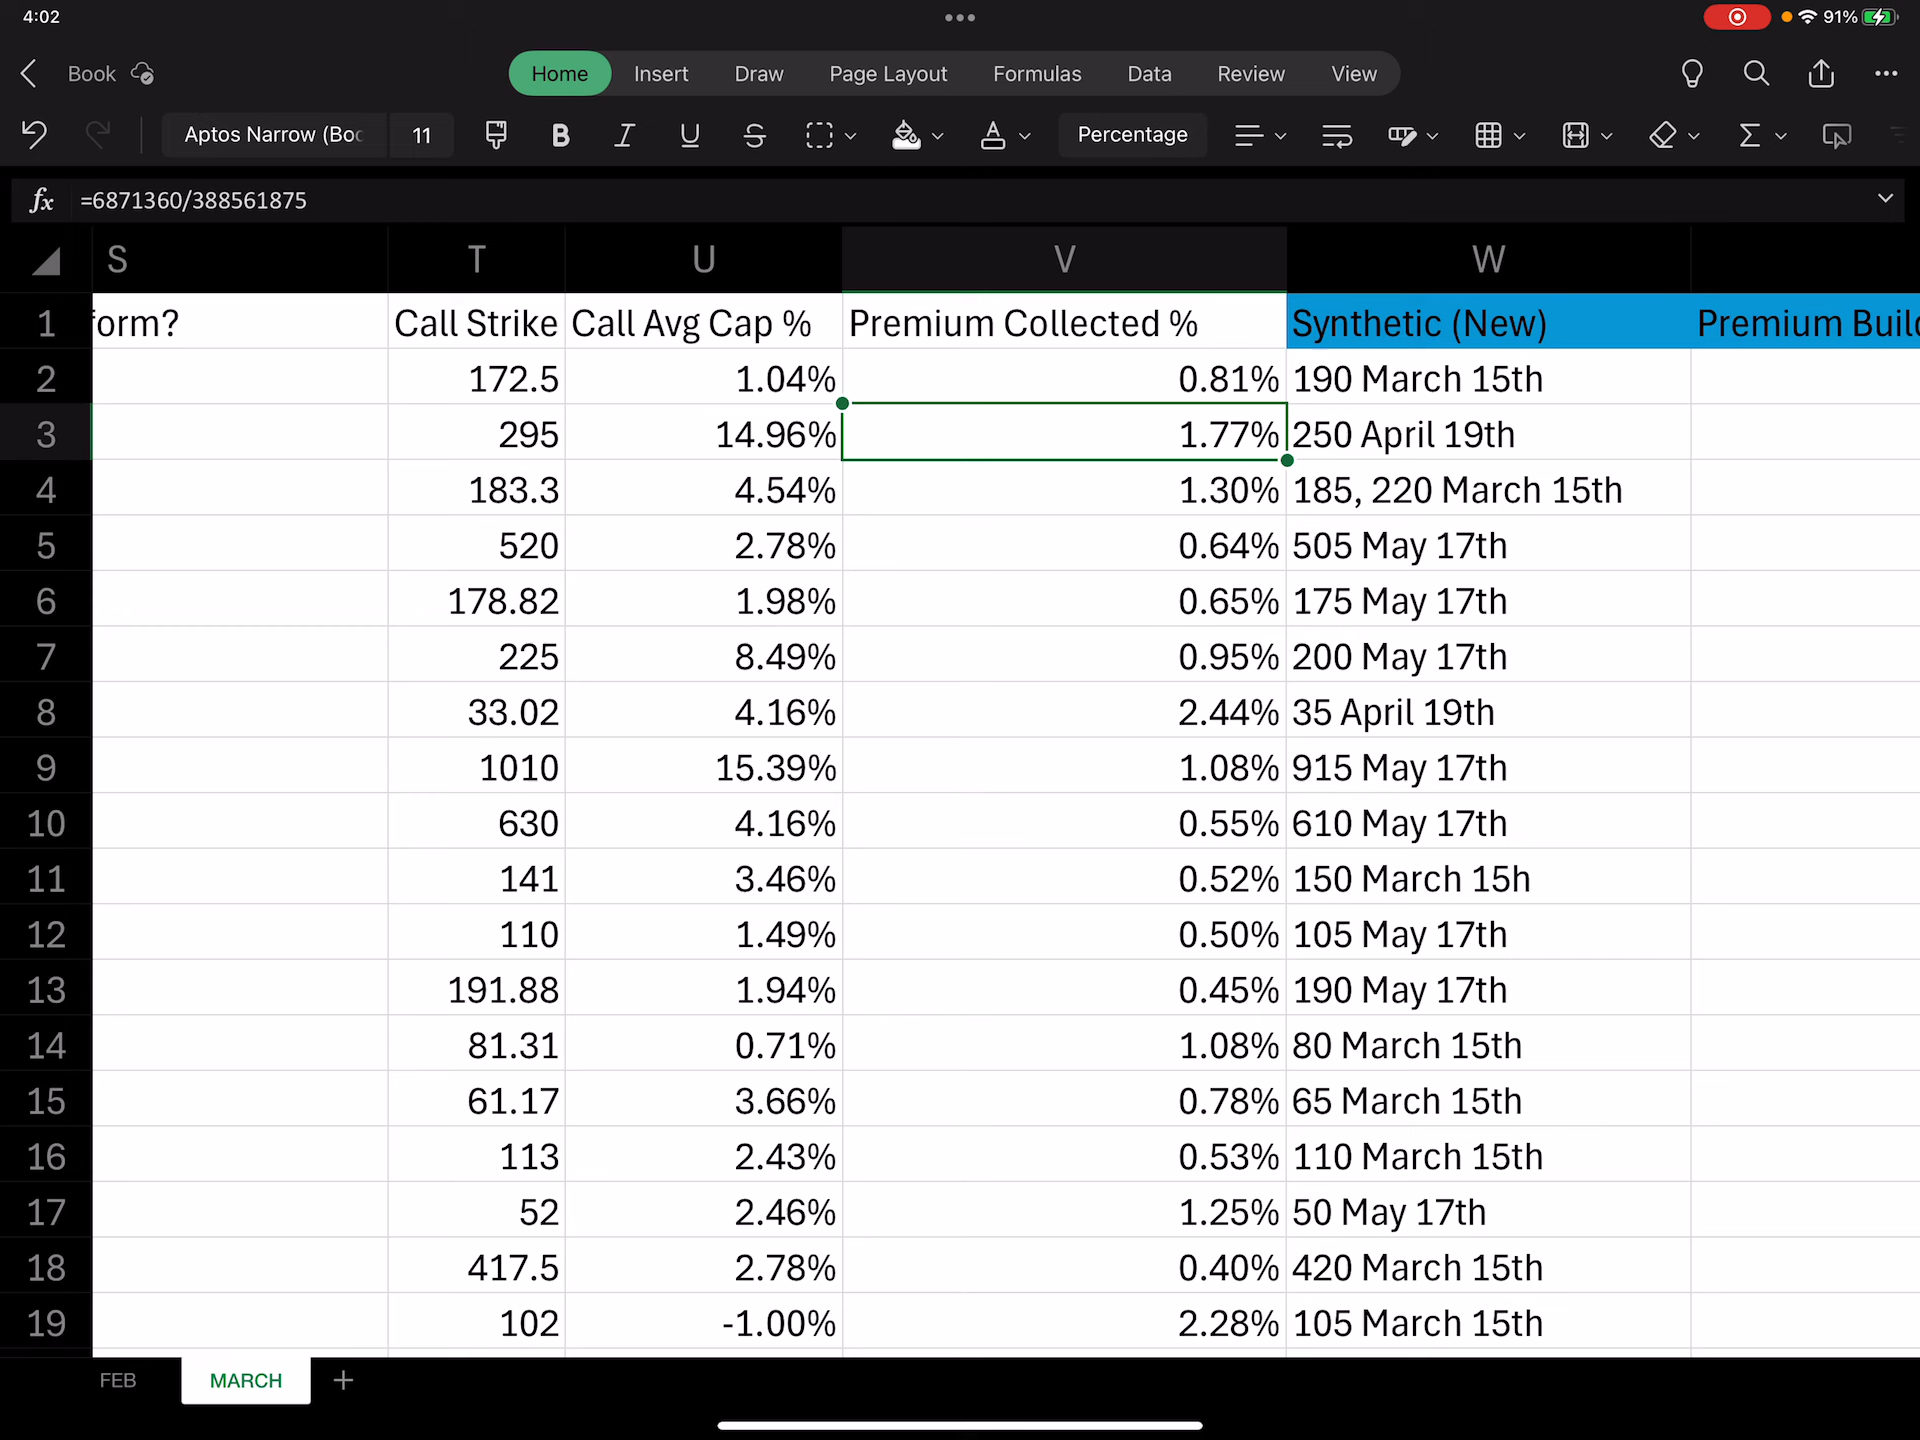 4:02
91%
Book
Home Insert Draw Page Layout Formulas Data Review View
Aptos Narrow (Boc 11 B I U S A Percentage Σ
fx =6871360/388561875
S T U V W
1 form? Call Strike Call Avg Cap % Premium Collected % Synthetic (New) Premium Buil
2 172.5 1.04% 0.81% 190 March 15th
3 295 14.96% 1.77% 250 April 19th
4 183.3 4.54% 1.30% 185, 220 March 15th
5 520 2.78% 0.64% 505 May 17th
6 178.82 1.98% 0.65% 175 May 17th
7 225 8.49% 0.95% 200 May 17th
8 33.02 4.16% 2.44% 35 April 19th
9 1010 15.39% 1.08% 915 May 17th
10 630 4.16% 0.55% 610 May 17th
11 141 3.46% 0.52% 150 March 15h
12 110 1.49% 0.50% 105 May 17th
13 191.88 1.94% 0.45% 190 May 17th
14 81.31 0.71% 1.08% 80 March 15th
15 61.17 3.66% 0.78% 65 March 15th
16 113 2.43% 0.53% 110 March 15th
17 52 2.46% 1.25% 50 May 17th
18 417.5 2.78% 0.40% 420 March 15th
19 102 -1.00% 2.28% 105 March 15th
FEB MARCH +